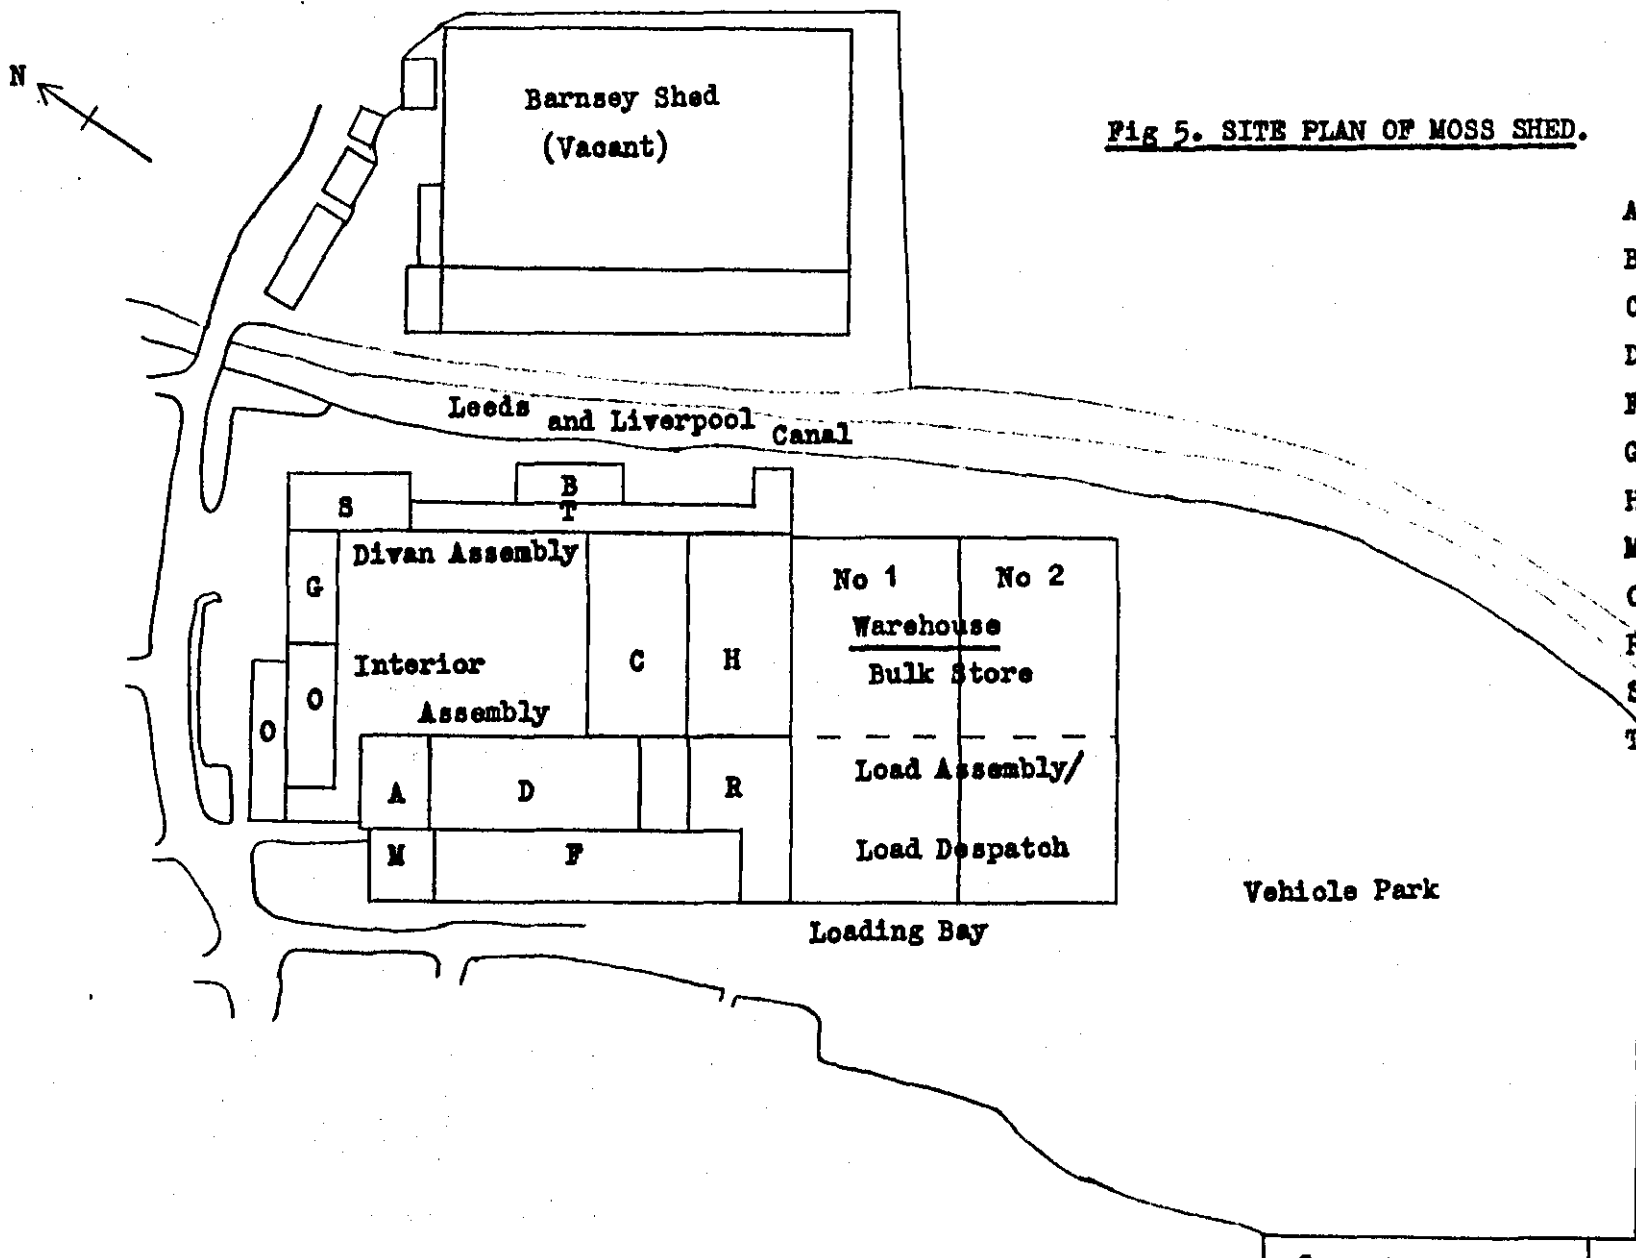 N
Barnsey Shed
(Vacant)
Fig 5. SITE PLAN OF MOSS SHED.
A
B
C
D
G
H
M
S
T
Leeds and Liverpool Canal
B
S
T
Divan Assembly
No 1
No 2
G
Warehouse
Interior
C
H
Bulk Store
O
Assembly
O
Load Assembly/
A
D
R
M
F
Load Despatch
Vehicle Park
Loading Bay